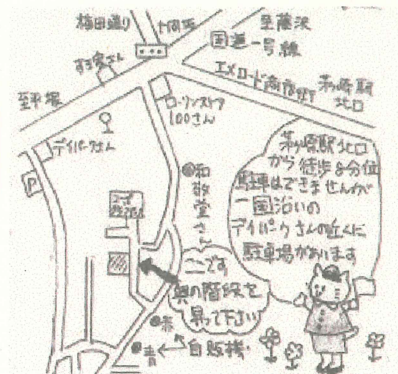 梅田通り
十間坂
至藤沢
国道一号線
すき家さん
エメロード商店街
茅ヶ崎駅
北口
至平塚
ローソンストア
100さん
デイパークさん
P
和敬堂さん
茅ヶ崎駅北口
から徒歩8分位
駐車はできませんが
一国沿いの
デイパークさんの近くに
駐車場があります
ここです
奥の階段を
昇って下さい
赤
青
自販機